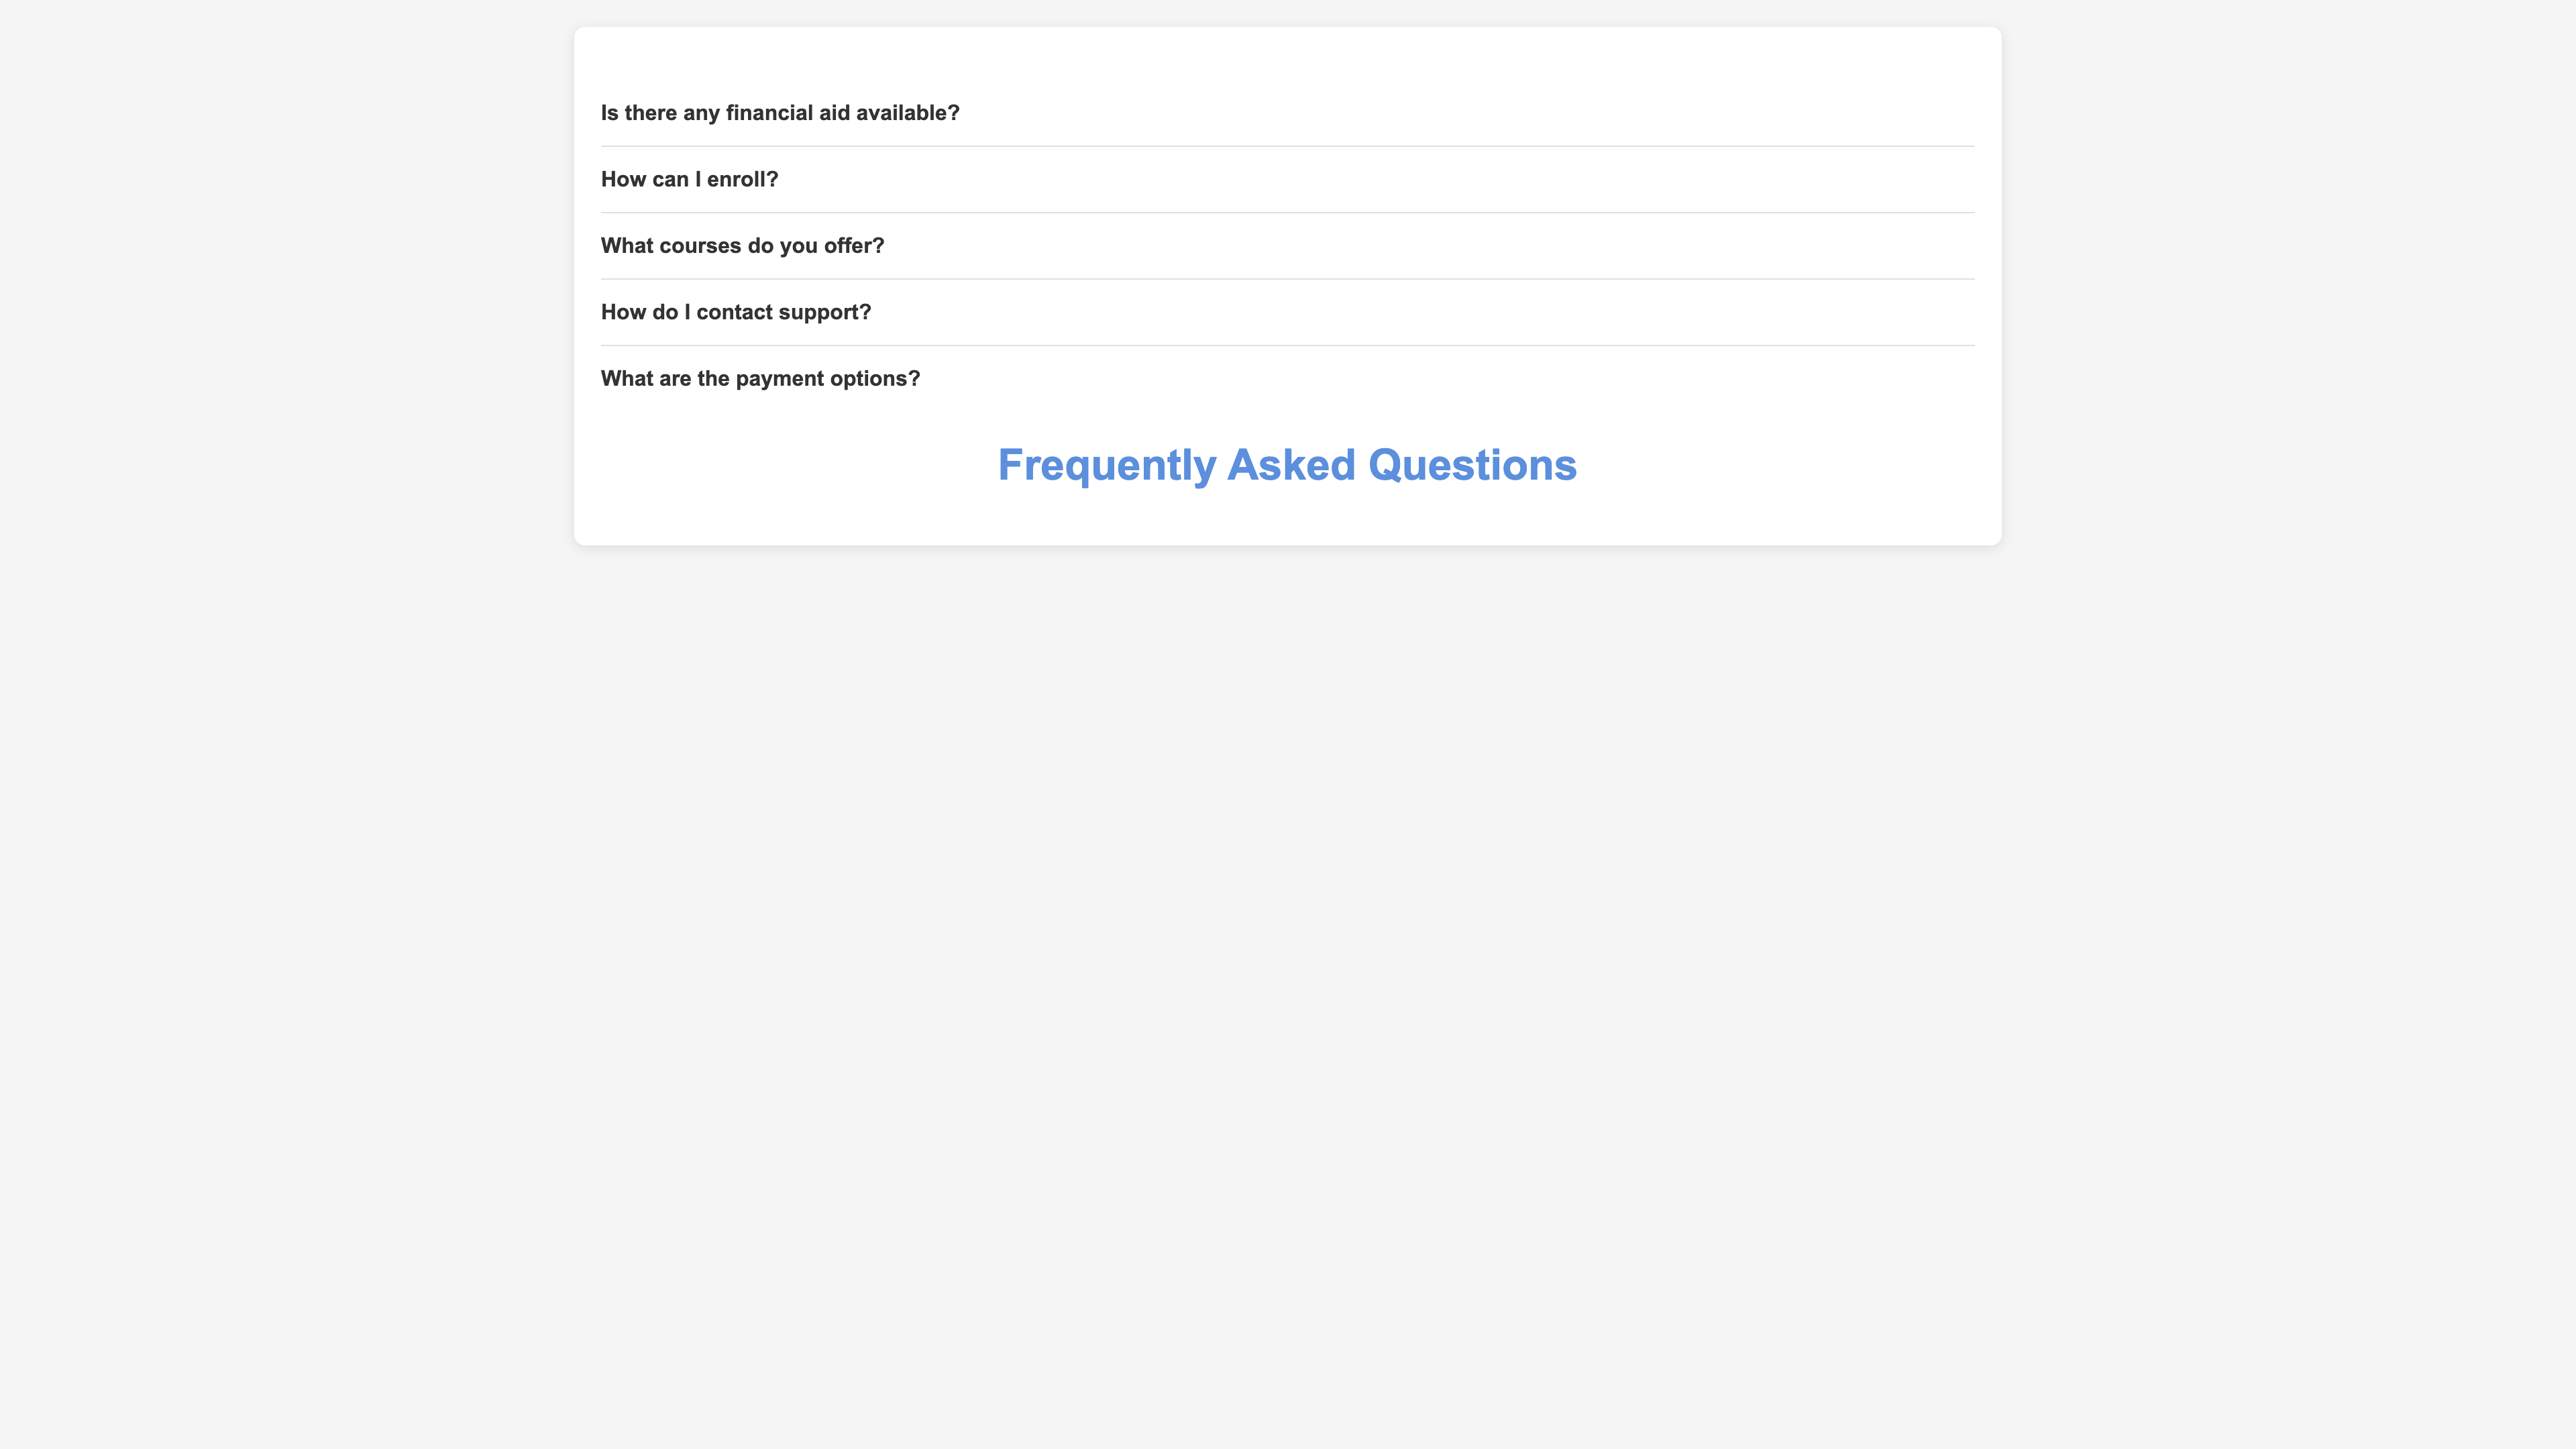 Is there any financial aid available?
How can I enroll?
What courses do you offer?
How do I contact support?
What are the payment options?
Frequently Asked Questions